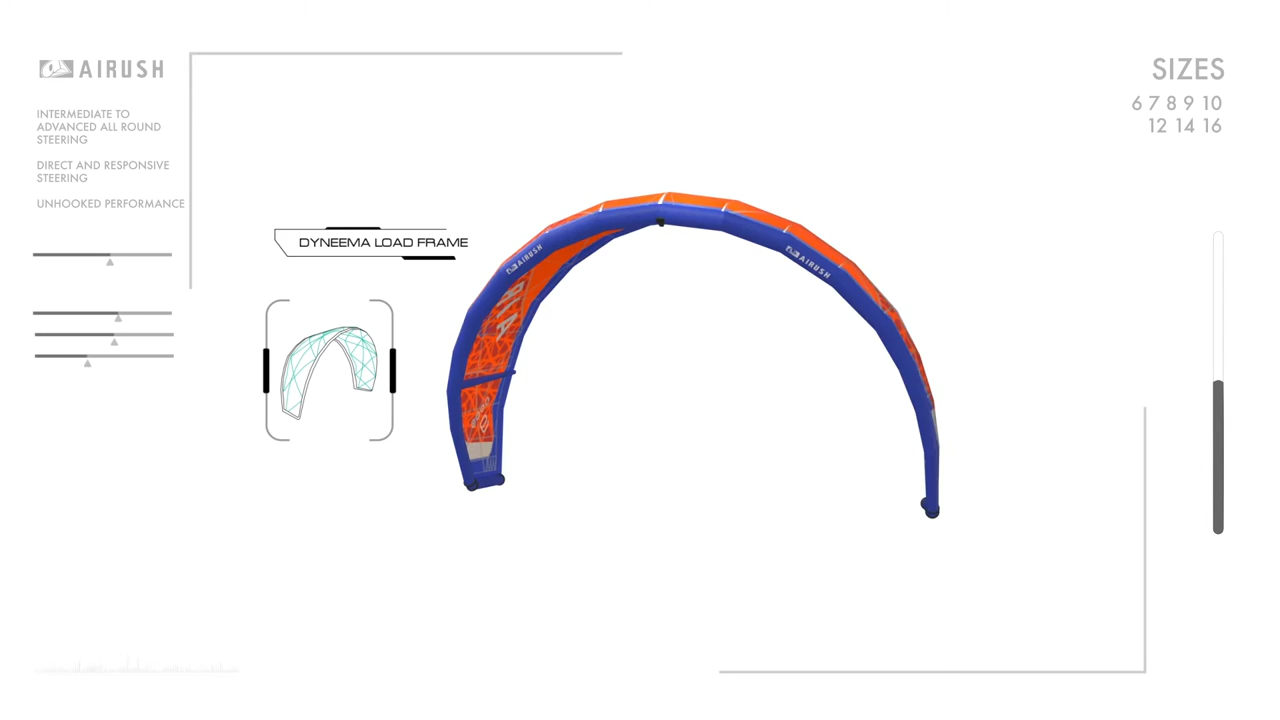 AIRUSH
INTERMEDIATE TO
ADVANCED ALL ROUND
STEERING
DIRECT AND RESPONSIVE
STEERING
UNHOOKED PERFORMANCE
SIZES
6 7 8 9 10
12 14 16
DYNEEMA LOAD FRAME
AIRUSH
AIRUSH